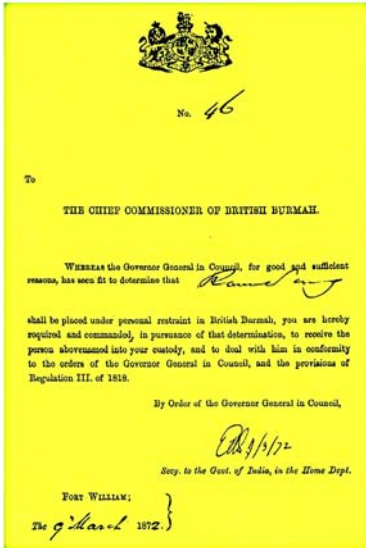 No. 46
To
THE CHIEF COMMISSIONER OF BRITISH BURMAH.
WHEREAS the Governor General in Council, for good and sufficient
reasons, has seen fit to determine that
shall be placed under personal restraint in British Burmah, you are hereby
required and commanded, in pursuance of that determination, to receive the
person abovenamed into your custody, and to deal with him in conformity
to the orders of the Governor General in Council, and the provisions of
Regulation III. of 1818.
By Order of the Governor General in Council,
9/3/72
Secy. to the Govt. of India, in the Home Dept.
FORT WILLIAM;
The 9 March 1872.